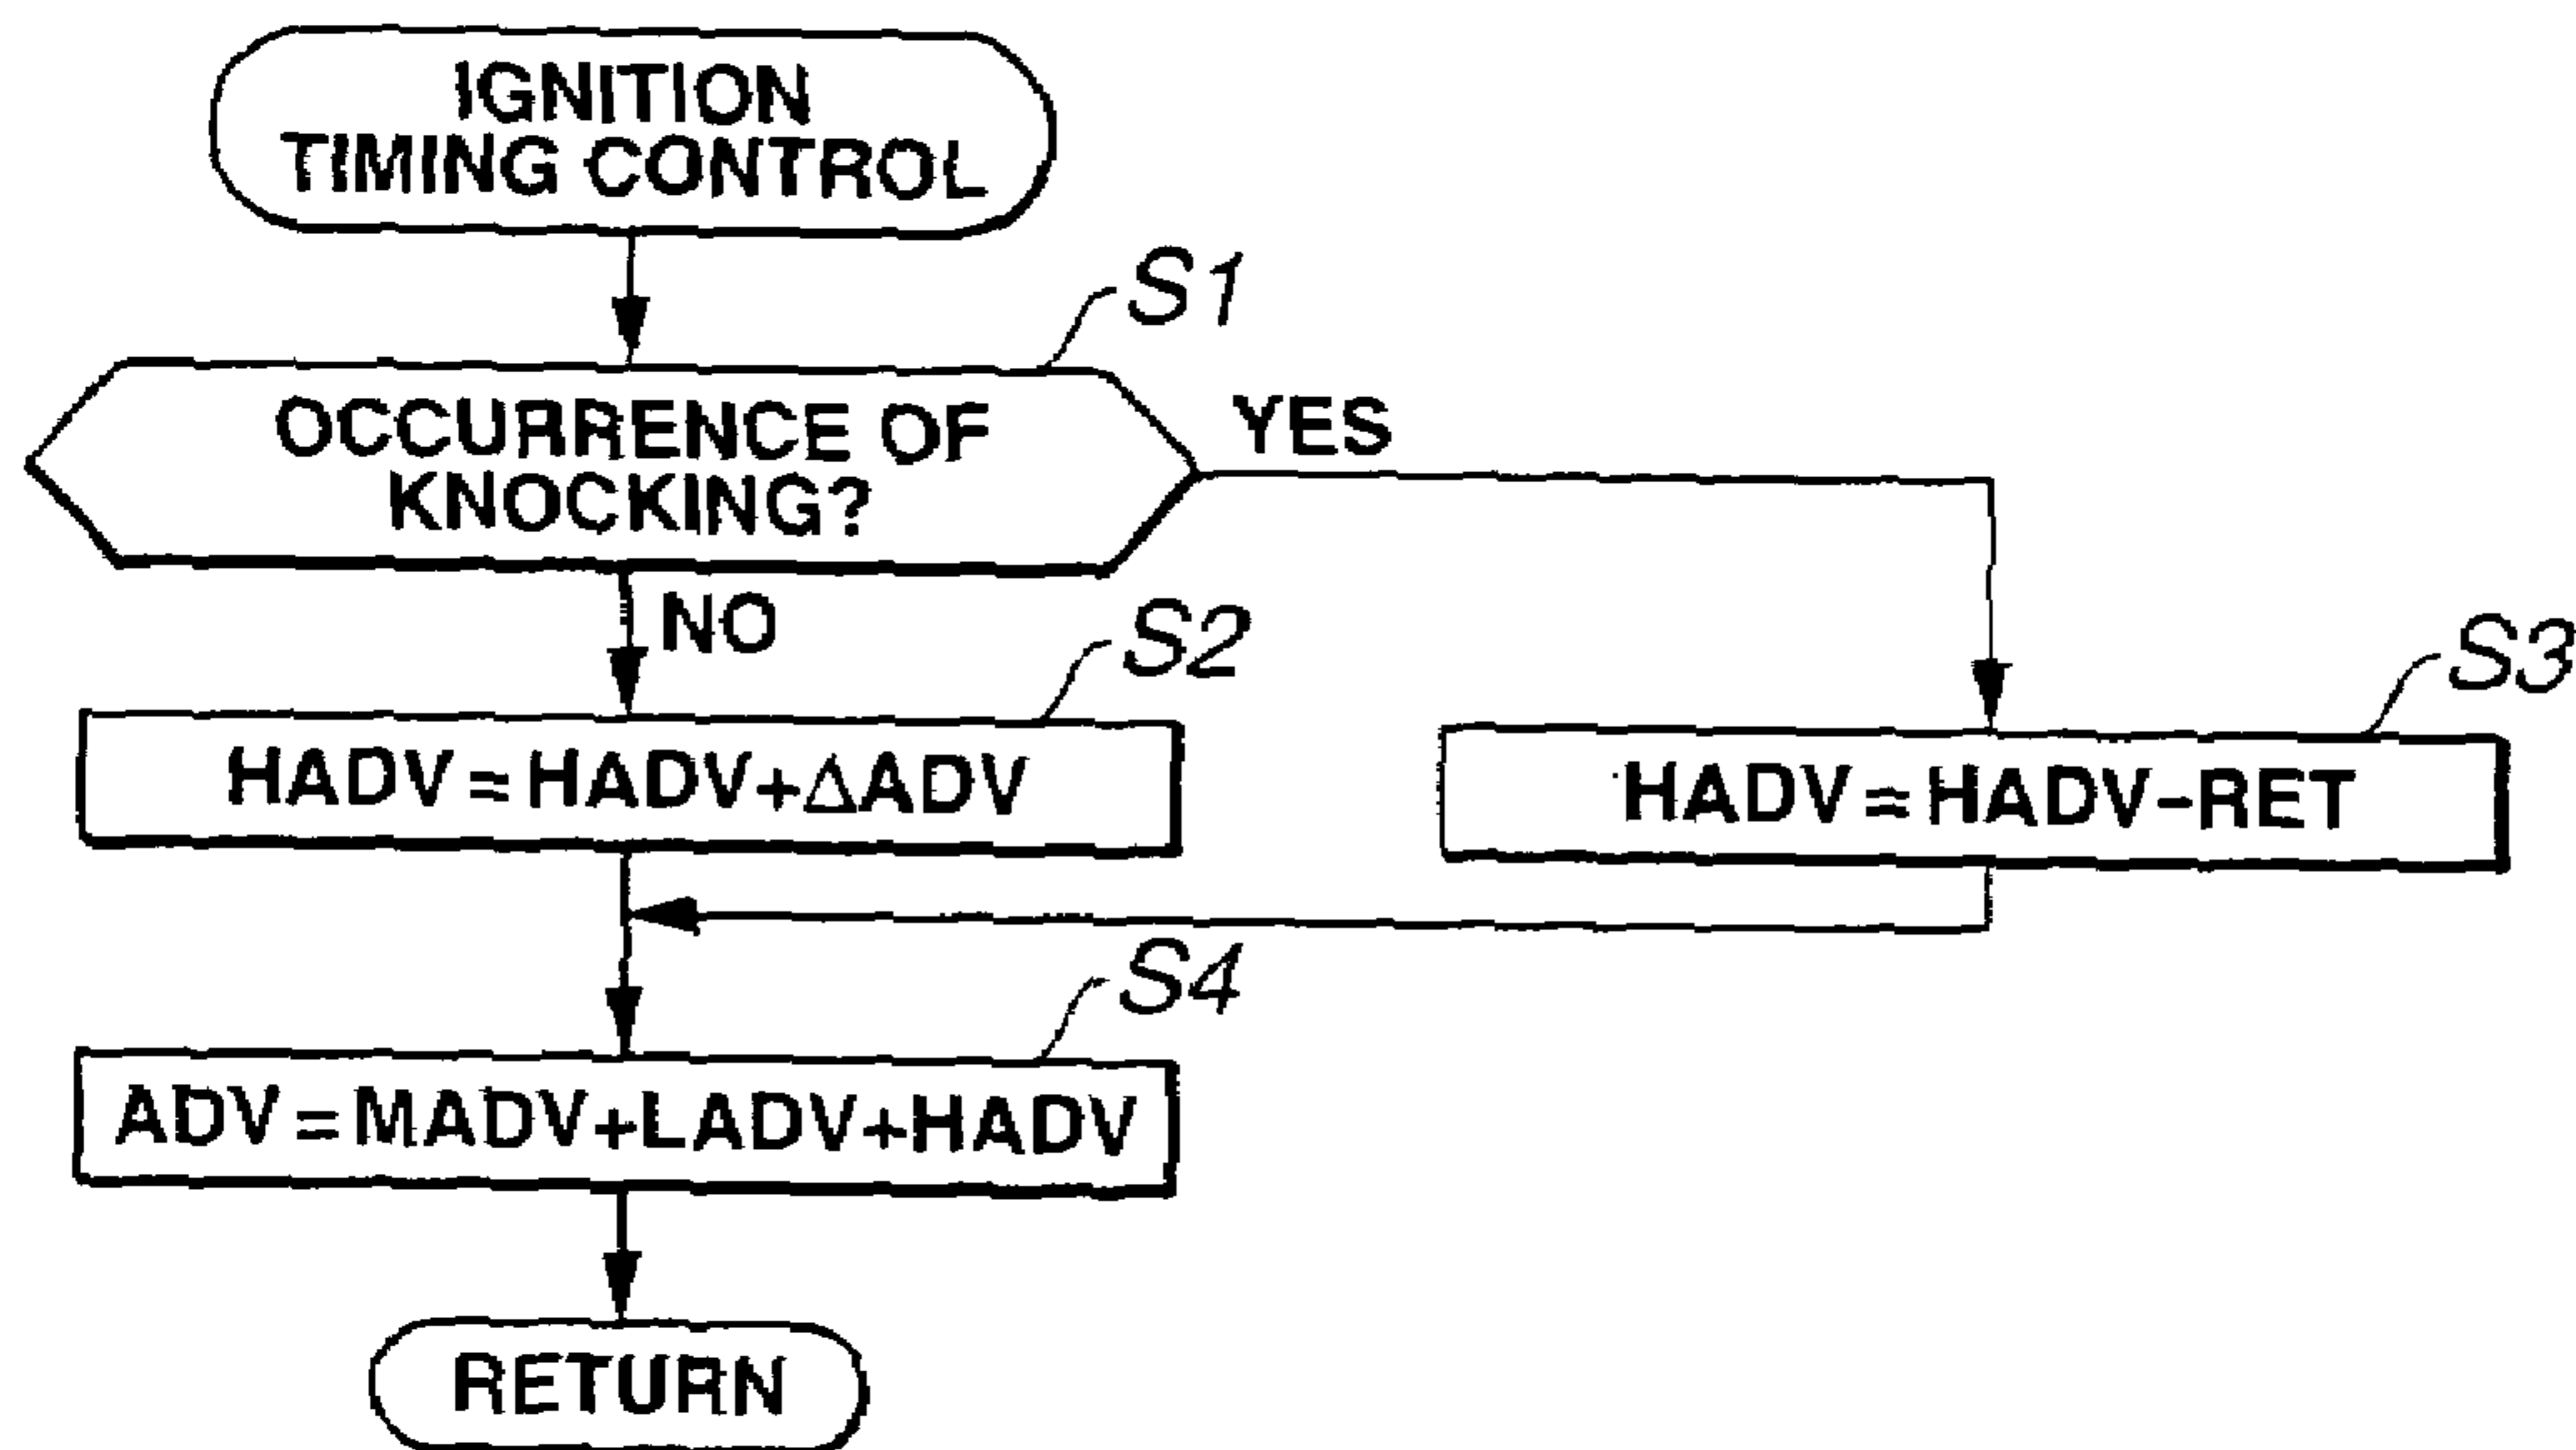 IGNITION
TIMING CONTROL
S1
OCCURRENCE OF
KNOCKING?
YES
NO
S2
HADV=HADV+ΔADV
S3
HADV=HADV-RET
S4
ADV=MADV+LADV+HADV
RETURN